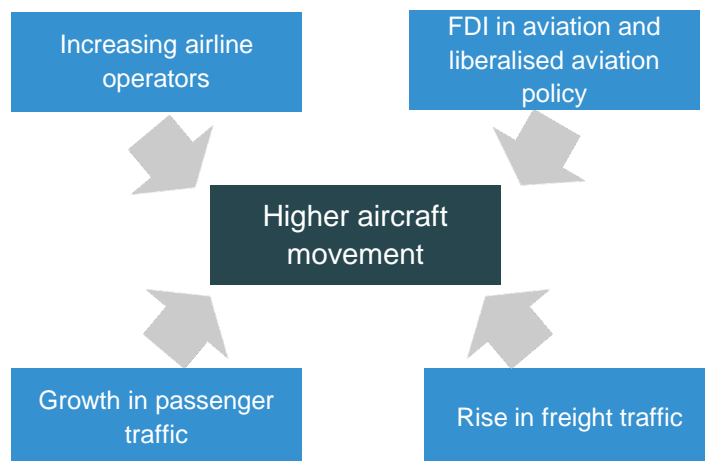 Increasing airline
operators
FDI in aviation and
liberalised aviation
policy
Higher aircraft
movement
Growth in passenger
traffic
Rise in freight traffic